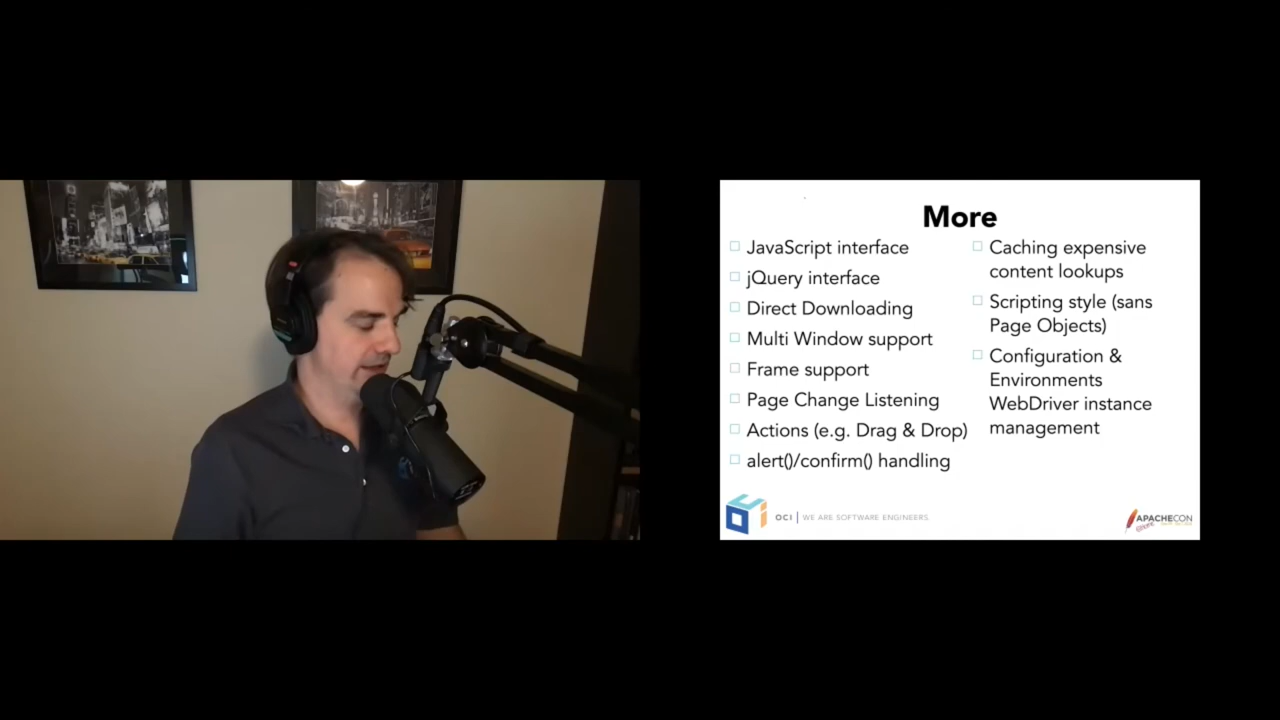 More
JavaScript interface
jQuery interface
Direct Downloading
Multi Window support
Frame support
Page Change Listening
Actions (e.g. Drag & Drop)
alert()/confirm() handling
Caching expensive
content lookups
Scripting style (sans
Page Objects)
Configuration &
Environments
WebDriver instance
management
OCI | WE ARE SOFTWARE ENGINEERS
APACHECON